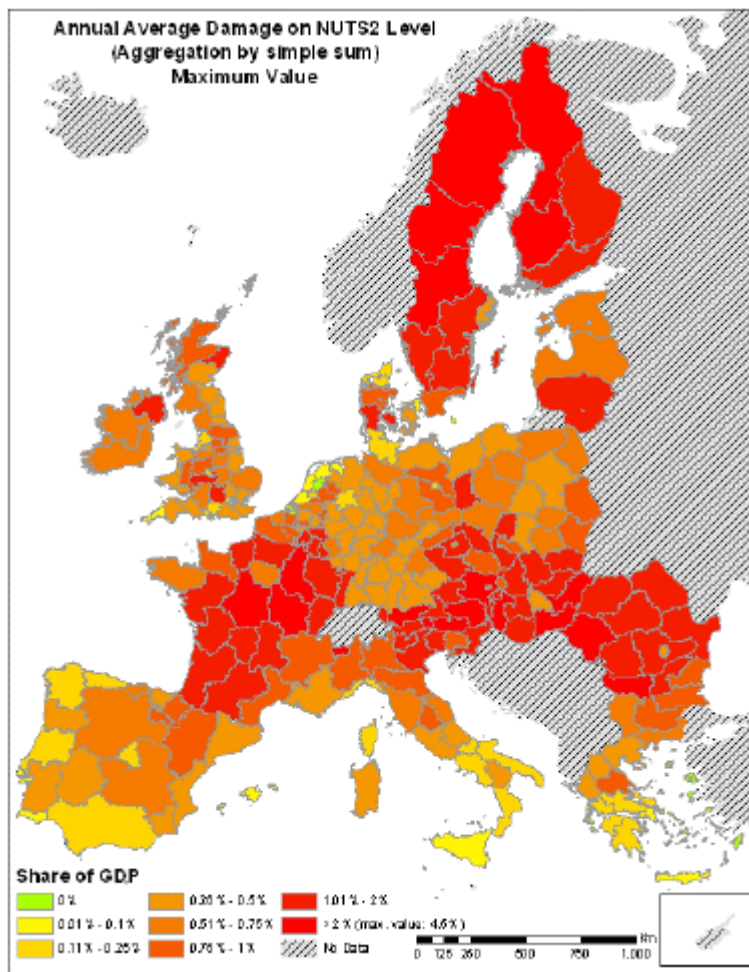 Annual Average Damage on NUTS2 Level
(Aggregation by simple sum)
Maximum Value
Share of GDP
0%
0.01% - 0.1%
0.11% - 0.25%
0.26% - 0.5%
0.51% - 0.75%
0.76% - 1%
1.01% - 2%
> 2% (max. value: 4.5%)
No Data
Km
0 125 250 500 750 1.000